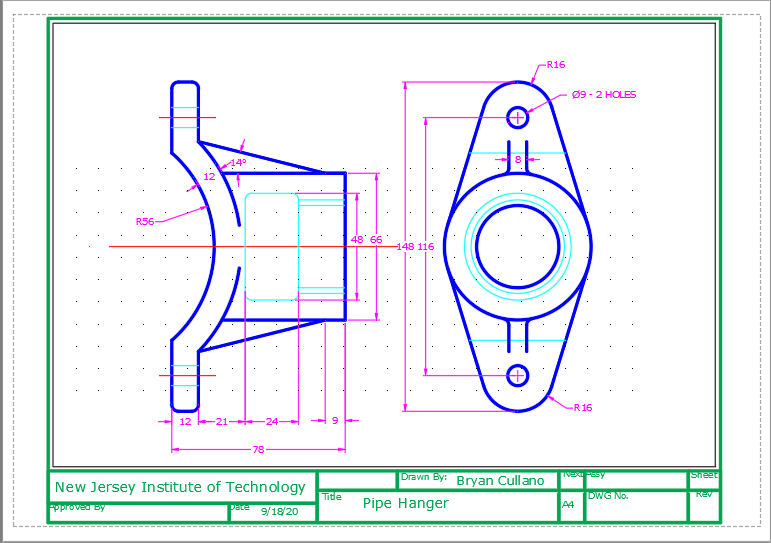 R16
Ø9 - 2 HOLES
14°
8
12
R56
48 66 148 116
R16
12 21 24 9
78
New Jersey Institute of Technology
Drawn By: Bryan Cullano
Next Assy
Sheet
Title
Pipe Hanger
A4
DWG No.
Rev
Approved By
Date
9/18/20